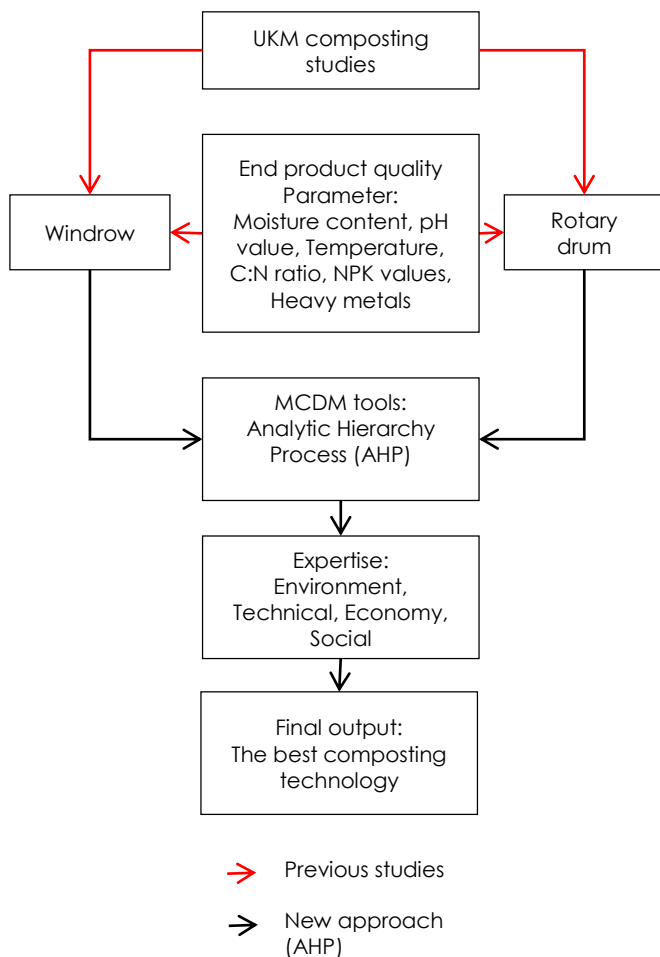 UKM composting
studies
End product quality
Parameter:
Moisture content, pH
value, Temperature,
C:N ratio, NPK values,
Heavy metals
Windrow
Rotary
drum
MCDM tools:
Analytic Hierarchy
Process (AHP)
Expertise:
Environment,
Technical, Economy,
Social
Final output:
The best composting
technology
Previous studies
New approach
(AHP)